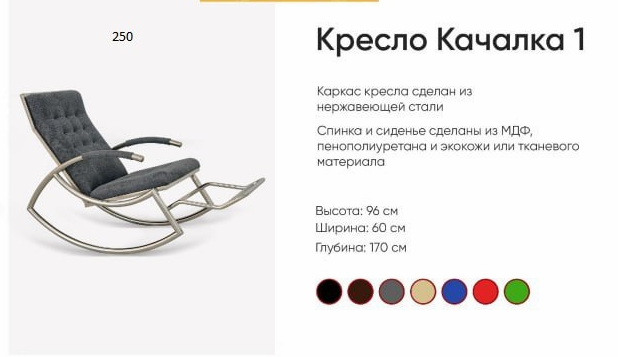 250
Кресло Качалка 1
Каркас кресла сделан из
нержавеющей стали
Спинка и сиденье сделаны из МДФ,
пенополиуретана и экокожи или тканевого
материала
Высота: 96 см
Ширина: 60 см
Глубина: 170 см